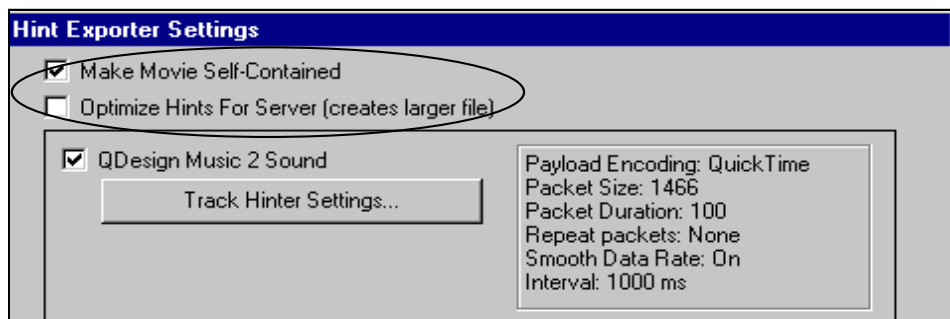 Hint Exporter Settings
Make Movie Self-Contained
Optimize Hints For Server (creates larger file)
QDesign Music 2 Sound
Track Hinter Settings...
Payload Encoding: QuickTime
Packet Size: 1466
Packet Duration: 100
Repeat packets: None
Smooth Data Rate: On
Interval: 1000 ms